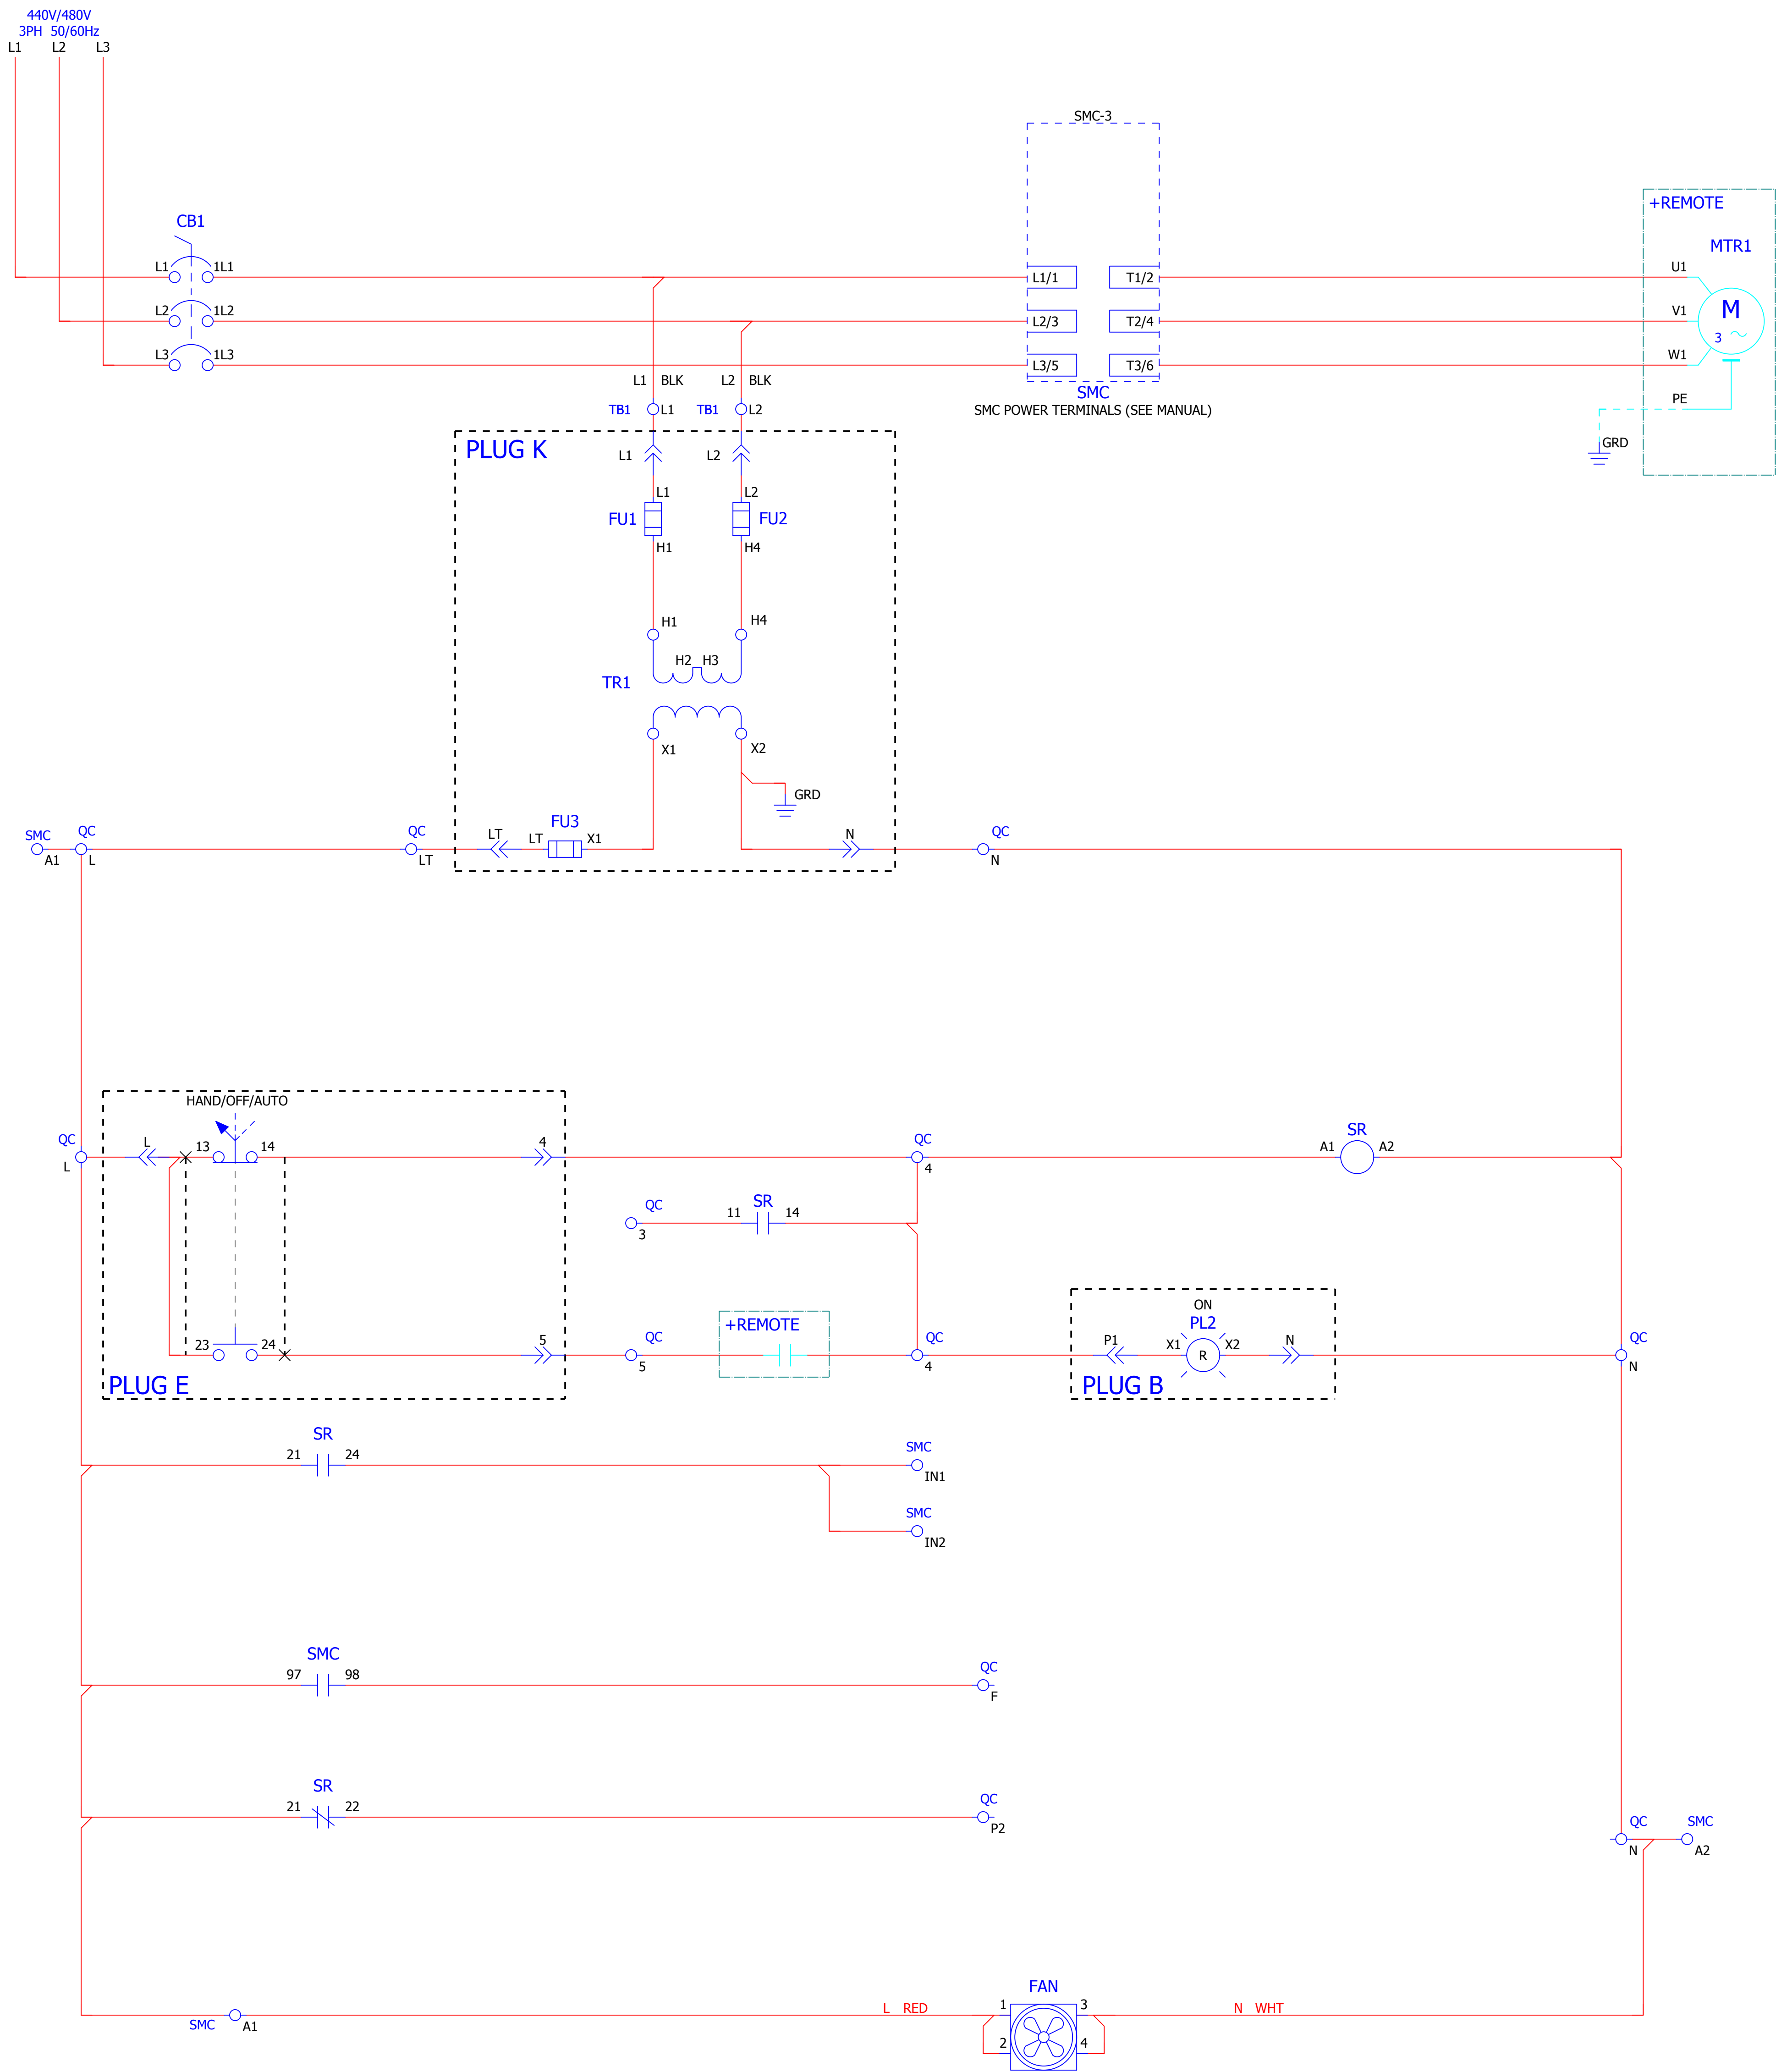 440V/480V
3PH 50/60Hz
L1 L2 L3
SMC-3
+REMOTE
CB1
MTR1
L1 1L1 L1/1 T1/2 U1
M
3
L2 1L2 L2/3 T2/4 V1
L3 1L3 L3/5 T3/6 W1
L1 BLK L2 BLK
SMC
PE
TB1 L1 TB1 L2
SMC POWER TERMINALS (SEE MANUAL)
GRD
PLUG K
L1 L2
L1 L2
FU1 FU2
H1 H4
H1 H4
H2 H3
TR1
X1 X2
GRD
FU3
SMC QC QC LT LT X1 N QC
A1 L LT N
HAND/OFF/AUTO
QC L 13 14 4 QC SR
A1 A2
L 4
QC SR
11 14
3
+REMOTE
ON
PL2
23 24 5 QC QC P1 X1 R X2 N QC
5 4 N
PLUG E PLUG B
SR
21 24 SMC
IN1
SMC
IN2
SMC
97 98 QC
F
SR
21 22 QC
P2
QC SMC
N A2
FAN
L RED 1 3 N WHT
SMC A1
2 4